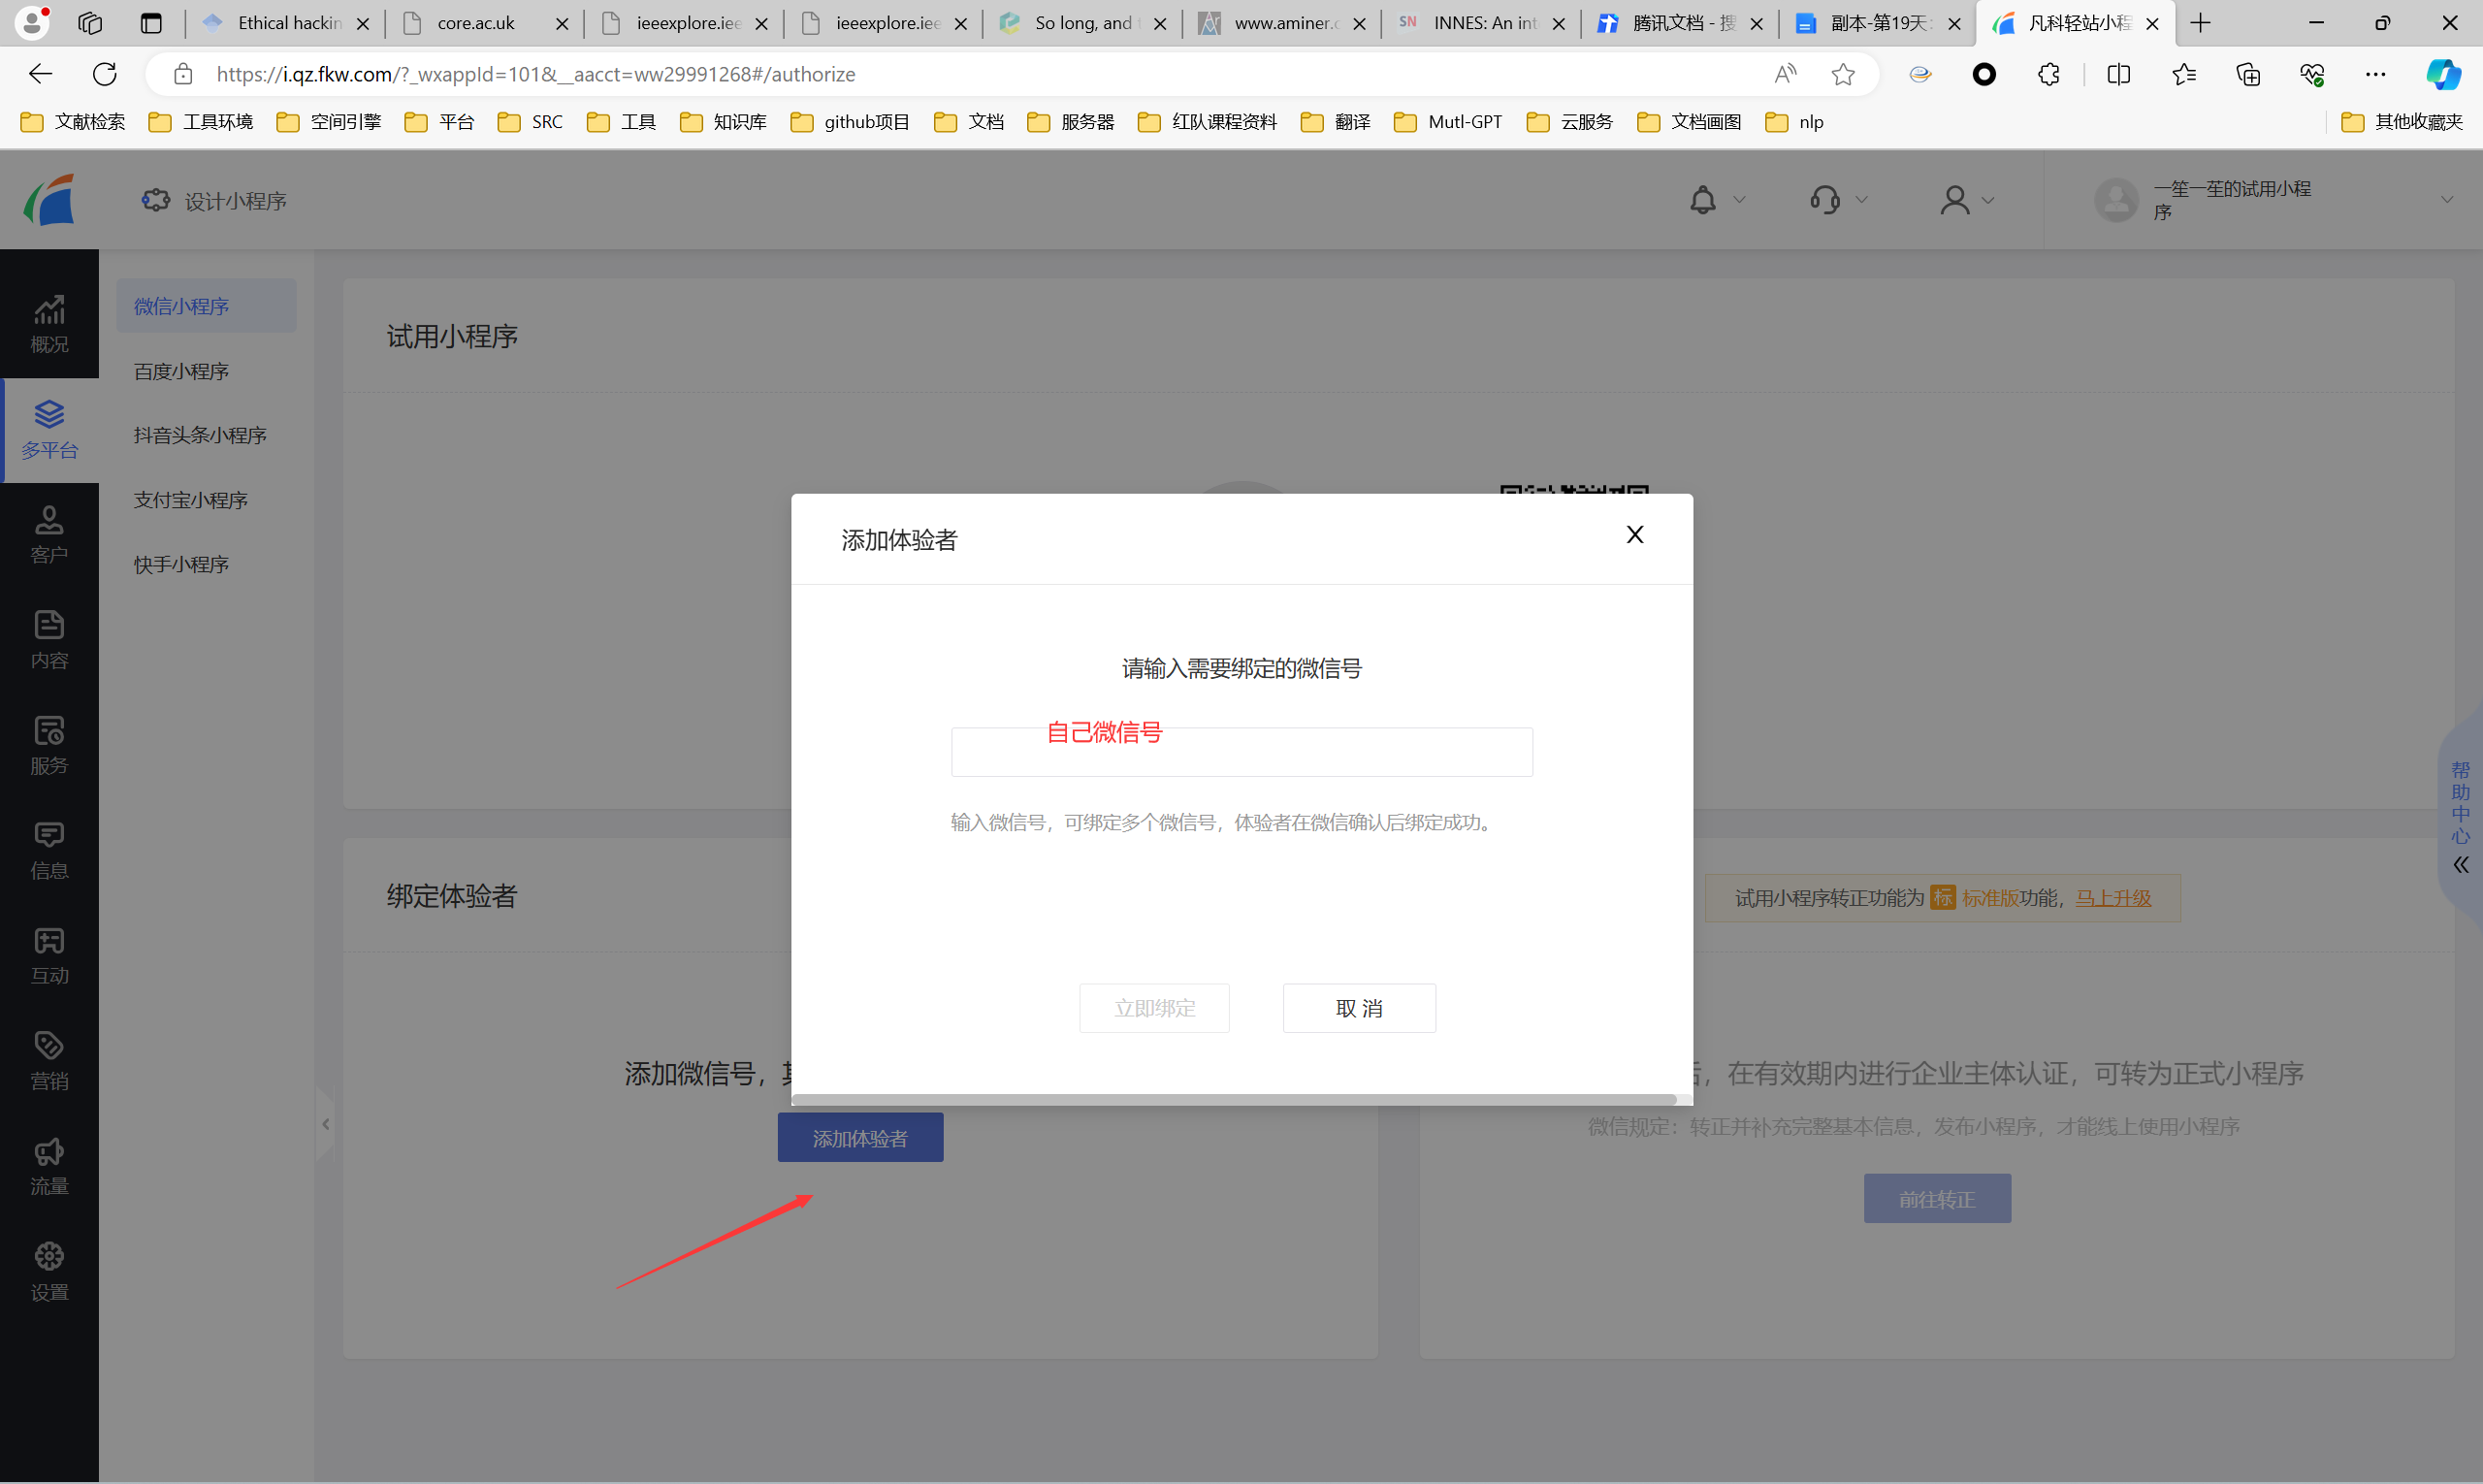 Ethical hackin
core.ac.uk
ieeexplore.iee
ieeexplore.iee
So long, and t
www.aminer.c
SN INNES: An int
腾讯文档 - 搜
副本-第19天
凡科轻站小程
https://i.qz.fkw.com/?_wxappId=101&__aacct=ww29991268#/authorize
文献检索
工具环境
空间引擎
平台
SRC
工具
知识库
github项目
文档
服务器
红队课程资料
翻译
Mutl-GPT
云服务
文档画图
nlp
其他收藏夹
设计小程序
一笙一茳的试用小程
序
概况
多平台
客户
内容
服务
信息
互动
营销
流量
设置
微信小程序
百度小程序
抖音头条小程序
支付宝小程序
快手小程序
试用小程序
添加体验者
X
请输入需要绑定的微信号
自己微信号
输入微信号，可绑定多个微信号，体验者在微信确认后绑定成功。
立即绑定
取 消
绑定体验者
添加微信号，
添加体验者
试用小程序转正功能为 标 标准版功能，马上升级
，在有效期内进行企业主体认证，可转为正式小程序
微信规定：转正并补充完整基本信息，发布小程序，才能线上使用小程序
前往转正
帮
助
中
心